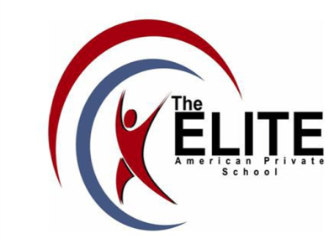 The
ELITE
American Private
School